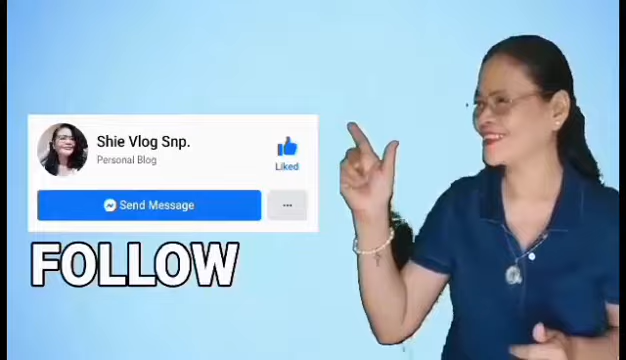 Shie Vlog Snp.
Personal Blog
Liked
Send Message
FOLLOW